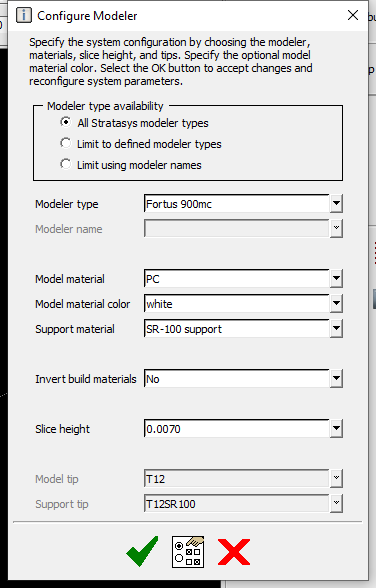 Configure Modeler
Specify the system configuration by choosing the modeler,
materials, slice height, and tips. Specify the optional model
material color. Select the OK button to accept changes and
reconfigure system parameters.
Modeler type availability
All Stratasys modeler types
Limit to defined modeler types
Limit using modeler names
Modeler type Fortus 900mc
Modeler name
Model material PC
Model material color white
Support material SR-100 support
Invert build materials No
Slice height 0.0070
Model tip T12
Support tip T12SR100